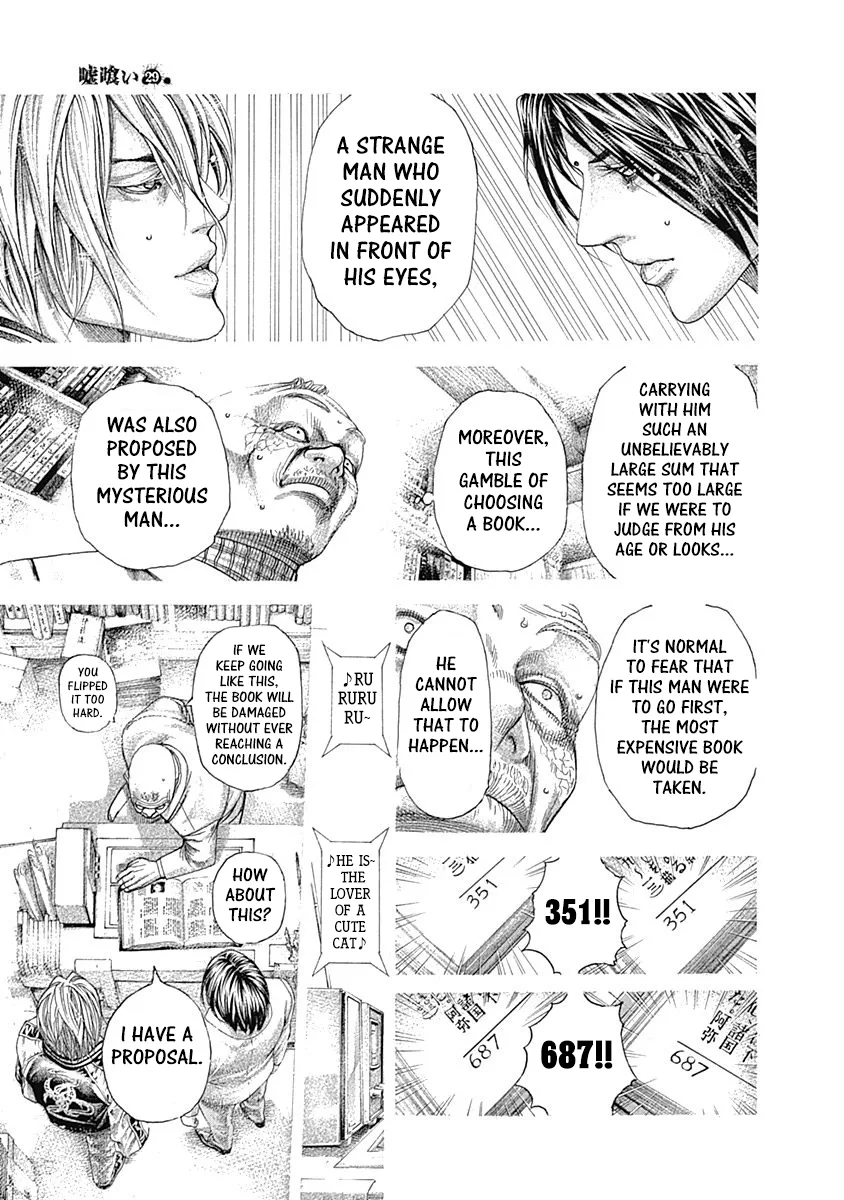 嘘喰い 29
A STRANGE
MAN WHO
SUDDENLY
APPEARED
IN FRONT OF
HIS EYES,
CARRYING
WITH HIM
SUCH AN
UNBELIEVABLY
LARGE SUM THAT
SEEMS TOO LARGE
IF WE WERE TO
JUDGE FROM HIS
AGE OR LOOKS...
MOREOVER,
THIS
GAMBLE OF
CHOOSING
A BOOK...
WAS ALSO
PROPOSED
BY THIS
MYSTERIOUS
MAN...
IT'S NORMAL
TO FEAR THAT
IF THIS MAN WERE
TO GO FIRST,
THE MOST
EXPENSIVE BOOK
WOULD BE
TAKEN.
HE
CANNOT
ALLOW
THAT TO
HAPPEN...
351
351!!
351
687
687!!
687
♪RU
RURU
RU~
♪HE IS~
THE
LOVER
OF A
CUTE
CAT♪
IF WE
KEEP GOING
LIKE THIS,
THE BOOK WILL
BE DAMAGED
WITHOUT EVER
REACHING A
CONCLUSION.
YOU
FLIPPED
IT TOO
HARD.
HOW
ABOUT
THIS?
I HAVE A
PROPOSAL.